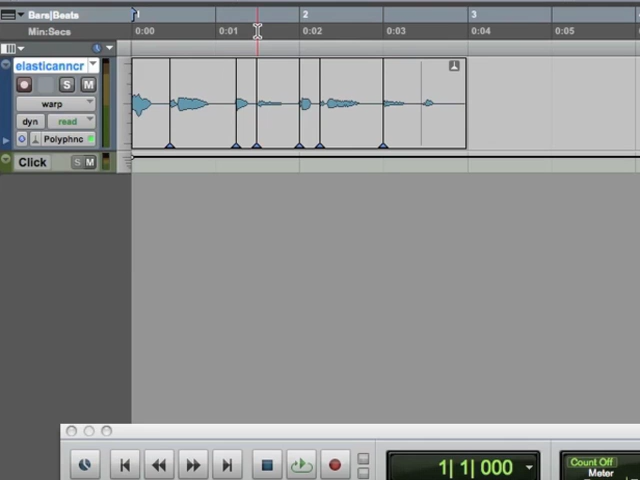 Bars|Beats 1 2 3
Min:Secs 0:00 0:01 0:02 0:03 0:04 0:05
elasticanncr
S M
warp
dyn read
Polyphnc
Click S M
1| 1| 000
Count Off
Meter